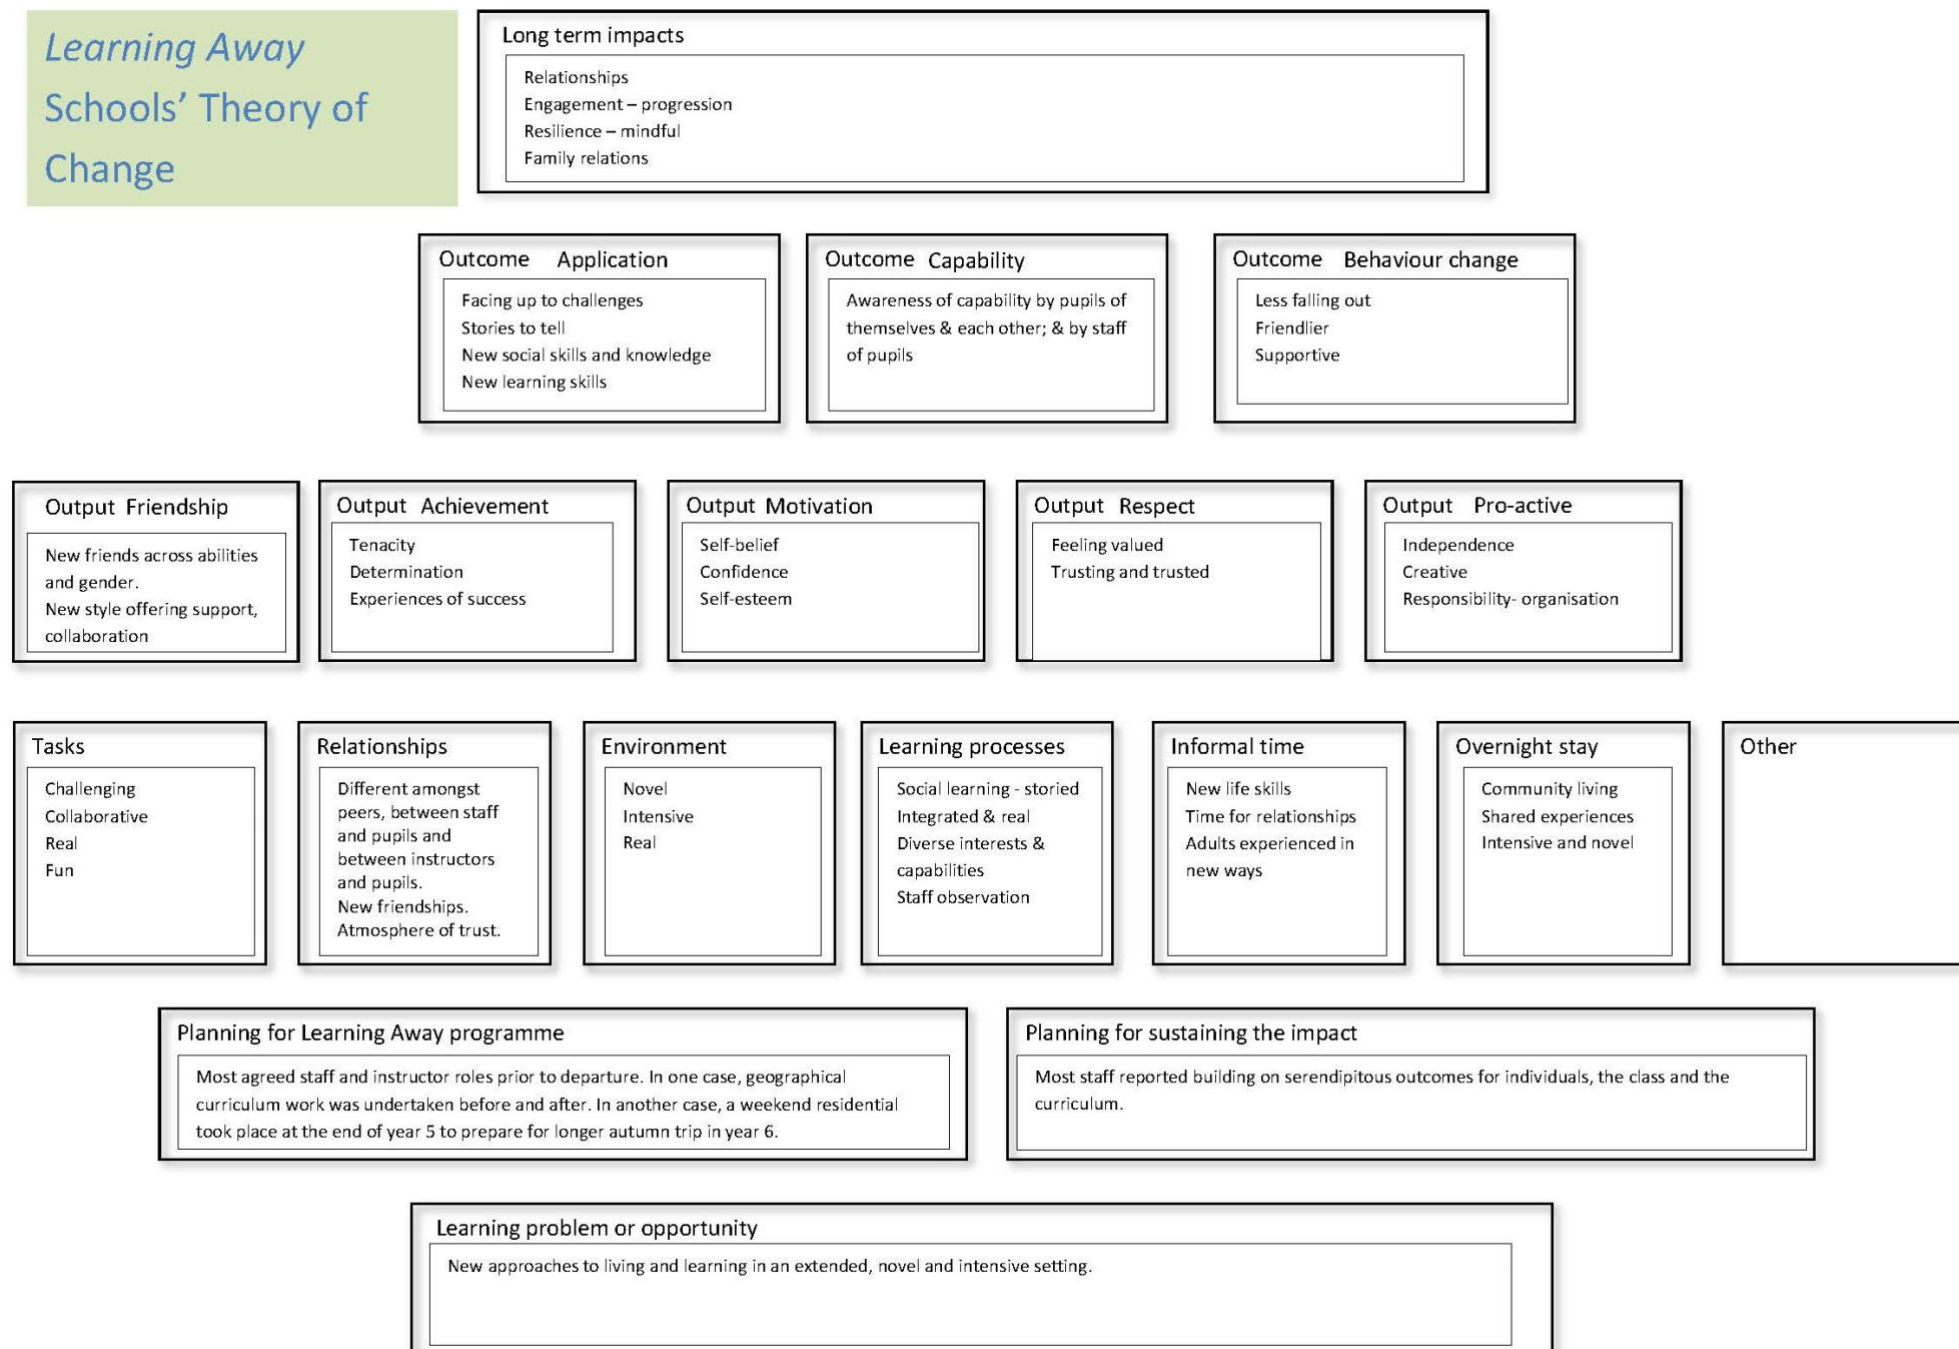 Learning Away
Schools’ Theory of
Change
Long term impacts
Relationships
Engagement – progression
Resilience – mindful
Family relations
Outcome Application
Facing up to challenges
Stories to tell
New social skills and knowledge
New learning skills
Outcome Capability
Awareness of capability by pupils of
themselves & each other; & by staff
of pupils
Outcome Behaviour change
Less falling out
Friendlier
Supportive
Output Friendship
New friends across abilities
and gender.
New style offering support,
collaboration
Output Achievement
Tenacity
Determination
Experiences of success
Output Motivation
Self-belief
Confidence
Self-esteem
Output Respect
Feeling valued
Trusting and trusted
Output Pro-active
Independence
Creative
Responsibility- organisation
Tasks
Challenging
Collaborative
Real
Fun
Relationships
Different amongst
peers, between staff
and pupils and
between instructors
and pupils.
New friendships.
Atmosphere of trust.
Environment
Novel
Intensive
Real
Learning processes
Social learning - storied
Integrated & real
Diverse interests &
capabilities
Staff observation
Informal time
New life skills
Time for relationships
Adults experienced in
new ways
Overnight stay
Community living
Shared experiences
Intensive and novel
Other
Planning for Learning Away programme
Most agreed staff and instructor roles prior to departure. In one case, geographical
curriculum work was undertaken before and after. In another case, a weekend residential
took place at the end of year 5 to prepare for longer autumn trip in year 6.
Planning for sustaining the impact
Most staff reported building on serendipitous outcomes for individuals, the class and the
curriculum.
Learning problem or opportunity
New approaches to living and learning in an extended, novel and intensive setting.